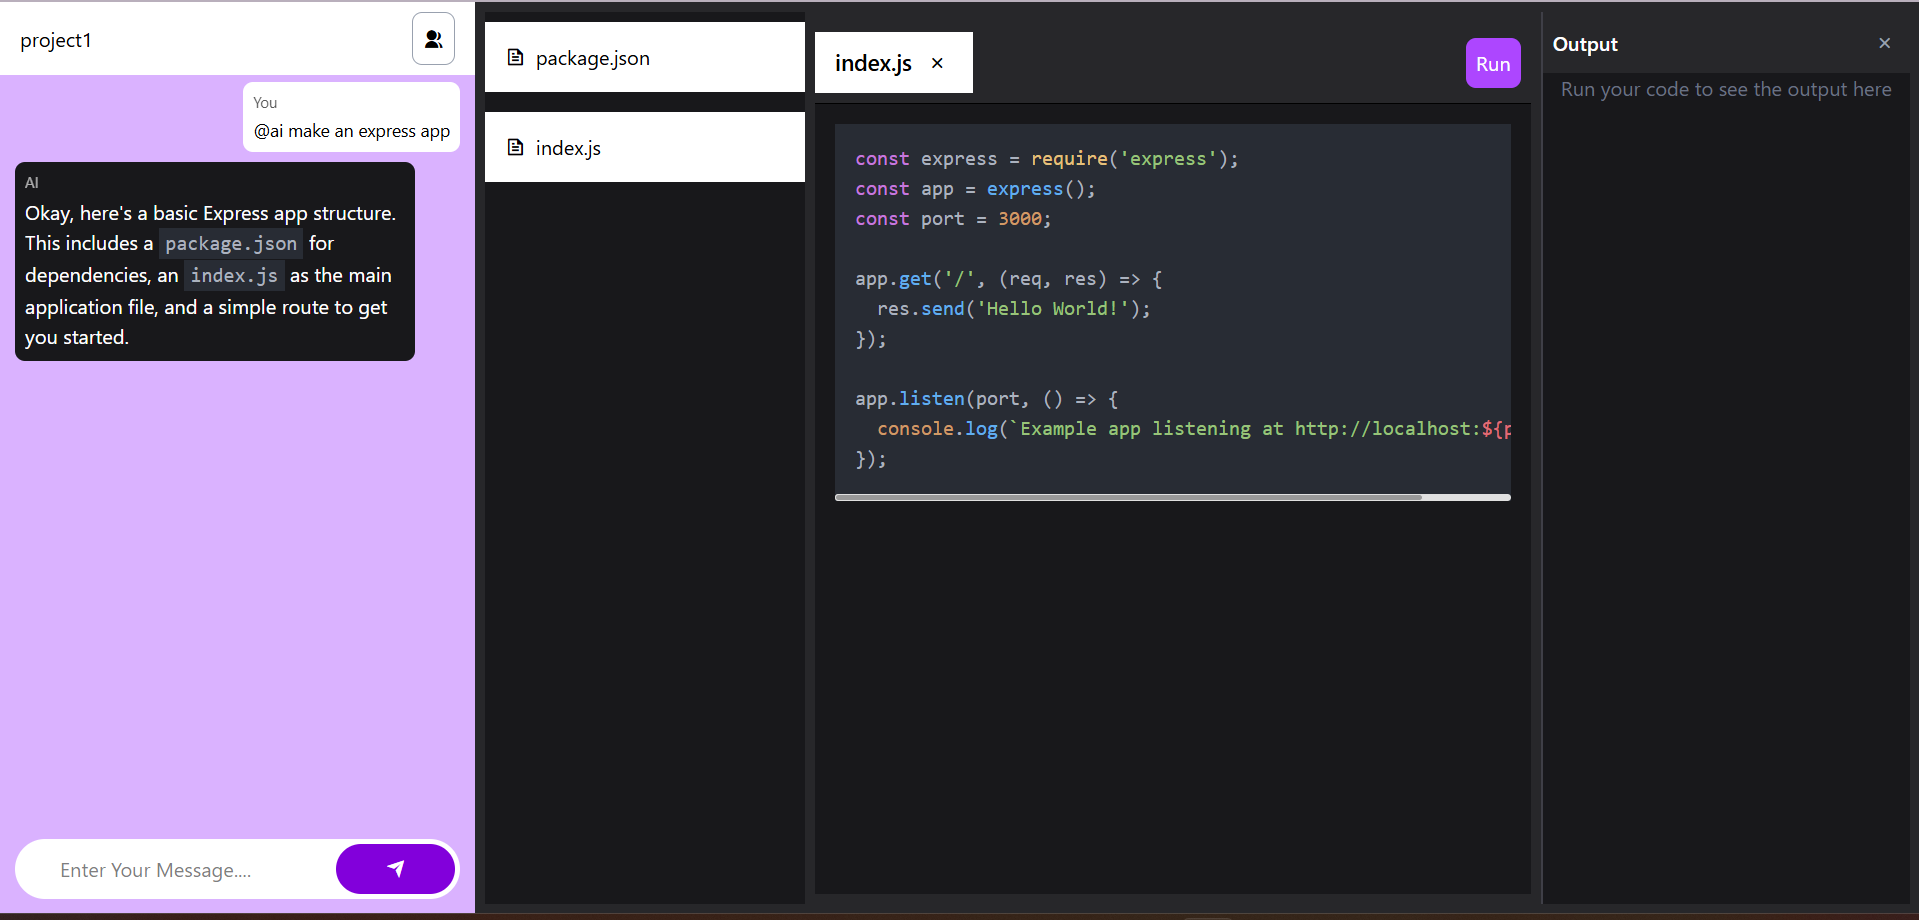 project1
You
@ai make an express app
AI
Okay, here's a basic Express app structure.
This includes a package.json for
dependencies, an index.js as the main
application file, and a simple route to get
you started.
Enter Your Message....
package.json
index.js
index.js ×
Run
const express = require('express');
const app = express();
const port = 3000;
app.get('/', (req, res) => {
  res.send('Hello World!');
});
app.listen(port, () => {
  console.log(`Example app listening at http://localhost:${p
});
Output ×
Run your code to see the output here